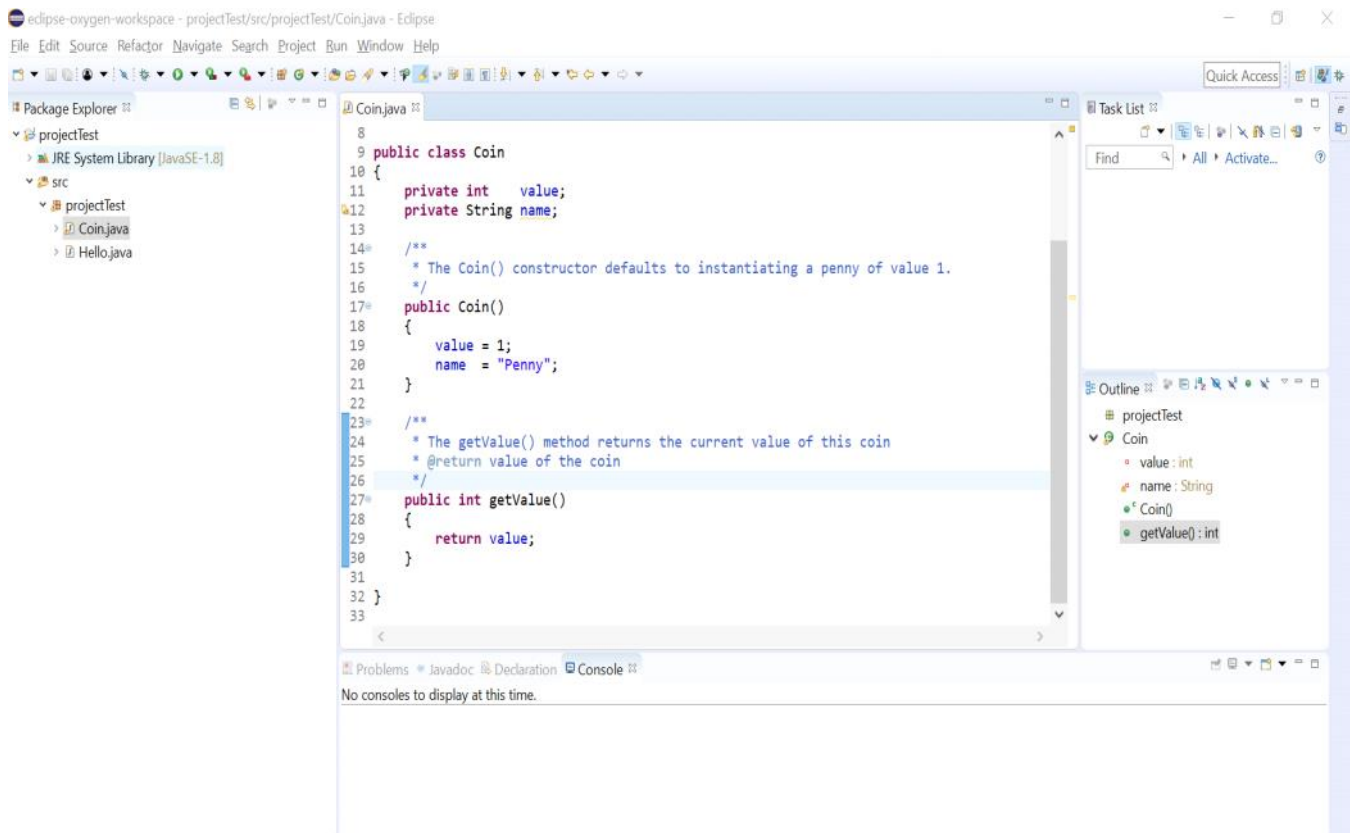 eclipse-oxygen-workspace - projectTest/src/projectTest/Coin.java - Eclipse
File Edit Source Refactor Navigate Search Project Run Window Help
Quick Access
Package Explorer
projectTest
JRE System Library [JavaSE-1.8]
src
projectTest
Coin.java
Hello.java
Coin.java
8
9 public class Coin
10 {
11     private int    value;
12     private String name;
13
14     /**
15      * The Coin() constructor defaults to instantiating a penny of value 1.
16      */
17     public Coin()
18     {
19         value = 1;
20         name  = "Penny";
21     }
22
23     /**
24      * The getValue() method returns the current value of this coin
25      * @return value of the coin
26      */
27     public int getValue()
28     {
29         return value;
30     }
31
32 }
33
Task List
Find All Activate...
Outline
projectTest
Coin
value : int
name : String
Coin()
getValue() : int
Problems Javadoc Declaration Console
No consoles to display at this time.